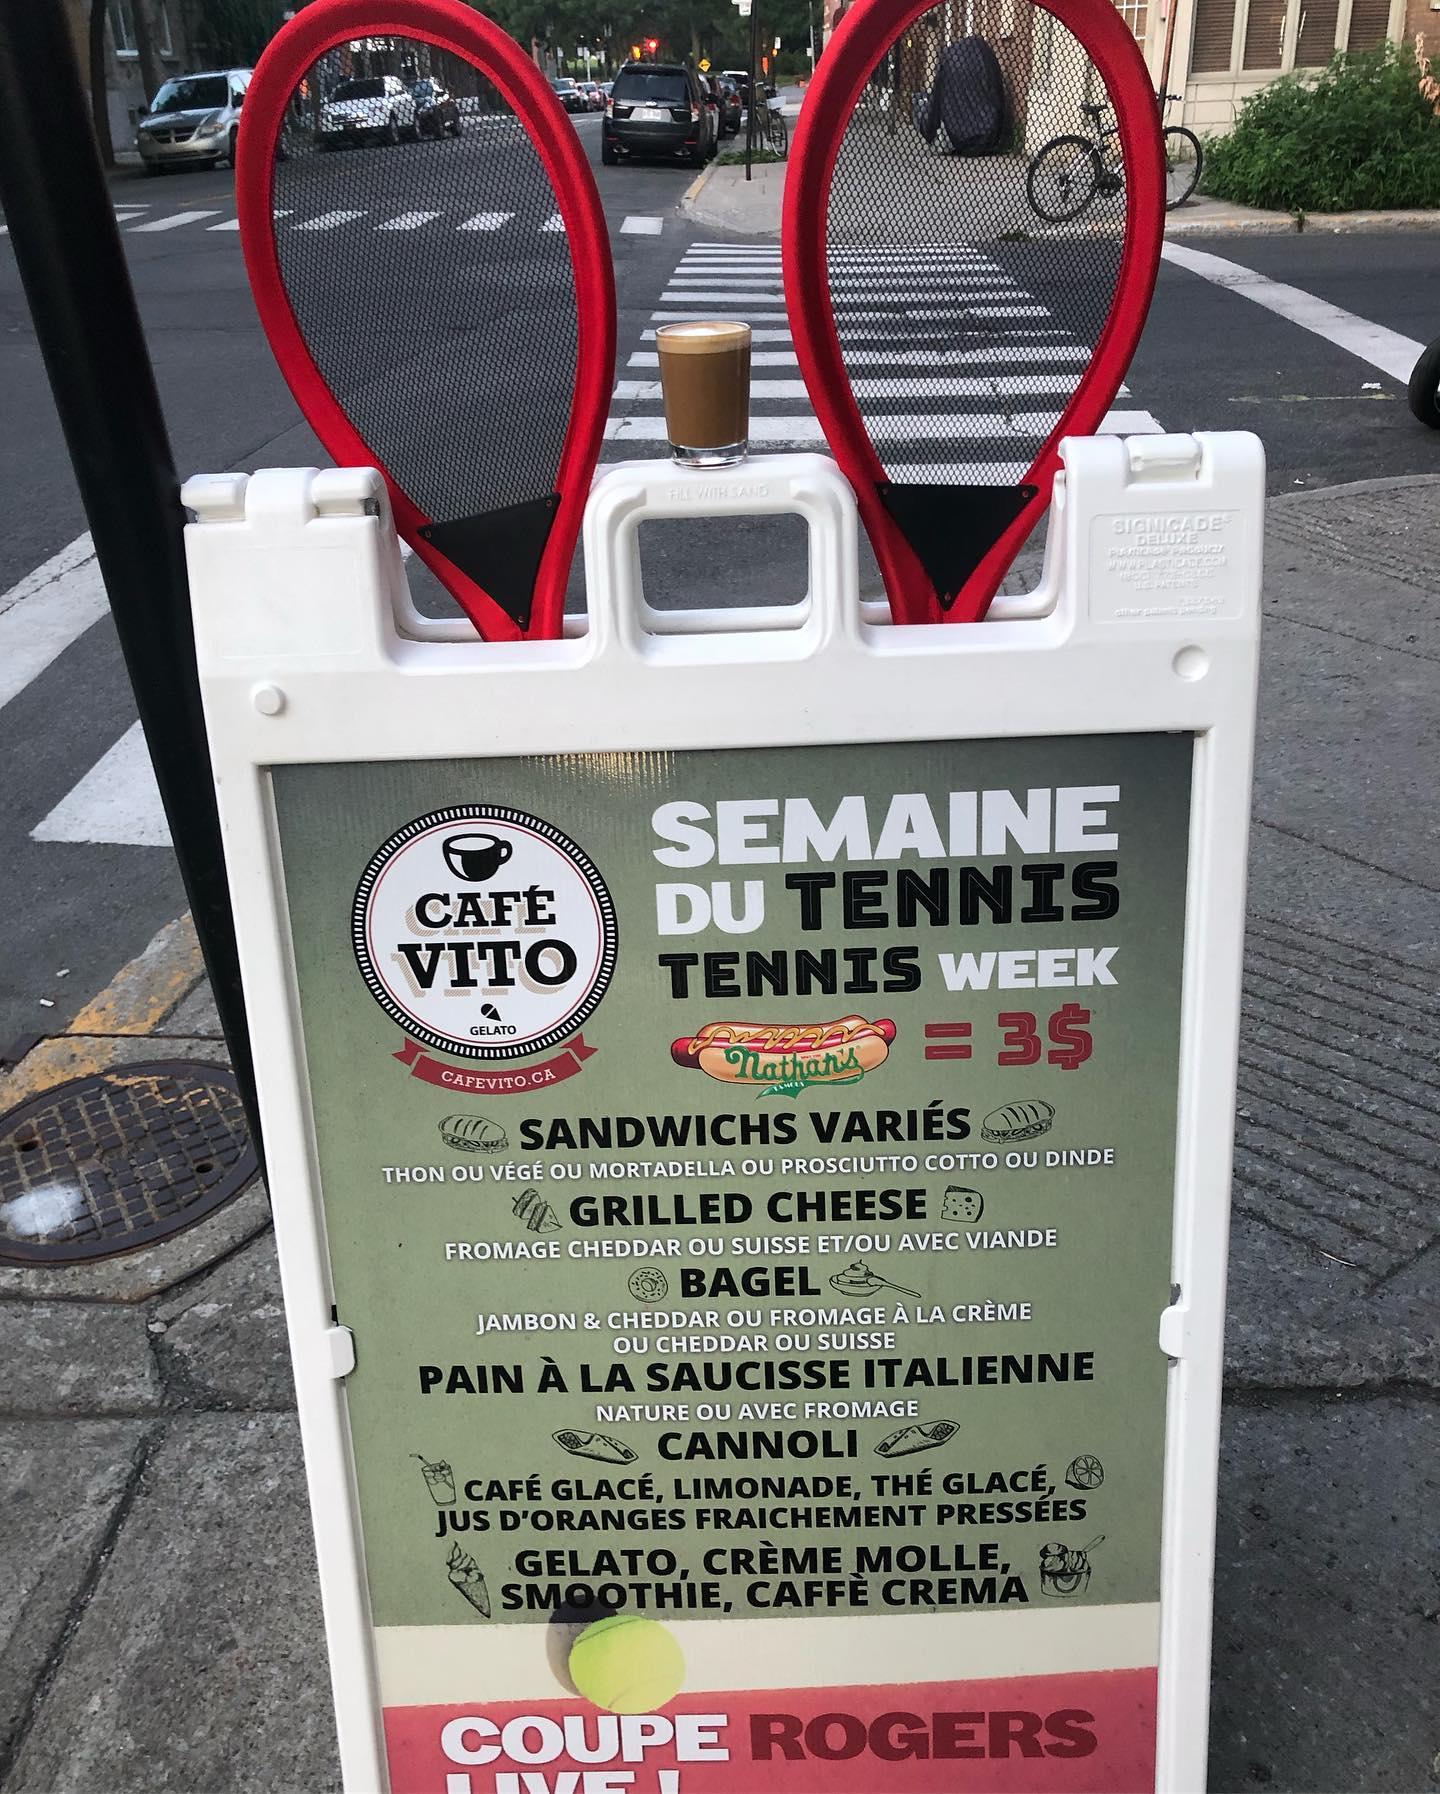 FILL WITH SAND
SIGNICADE®
DELUXE
SEMAINE
DU TENNIS
TENNIS WEEK
CAFÉ
VITO
GELATO
CAFEVITO.CA
Nathan's
FAMOUS
= 3$
SANDWICHS VARIÉS
THON OU VÉGÉ OU MORTADELLA OU PROSCIUTTO COTTO OU DINDE
GRILLED CHEESE
FROMAGE CHEDDAR OU SUISSE ET/OU AVEC VIANDE
BAGEL
JAMBON & CHEDDAR OU FROMAGE À LA CRÈME
OU CHEDDAR OU SUISSE
PAIN À LA SAUCISSE ITALIENNE
NATURE OU AVEC FROMAGE
CANNOLI
CAFÉ GLACÉ, LIMONADE, THÉ GLACÉ,
JUS D'ORANGES FRAICHEMENT PRESSÉES
GELATO, CRÈME MOLLE,
SMOOTHIE, CAFFÈ CREMA
COUPE ROGERS
LIVE !